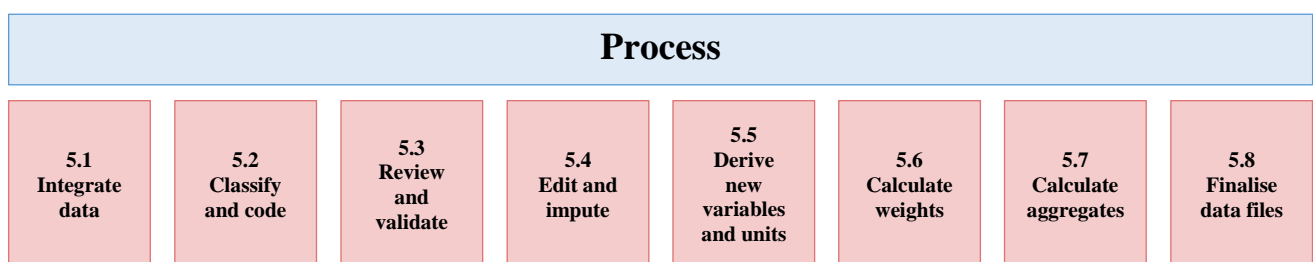 Process
5.1
Integrate
data
5.2
Classify
and code
5.3
Review
and
validate
5.4
Edit and
impute
5.5
Derive
new
variables
and units
5.6
Calculate
weights
5.7
Calculate
aggregates
5.8
Finalise
data files